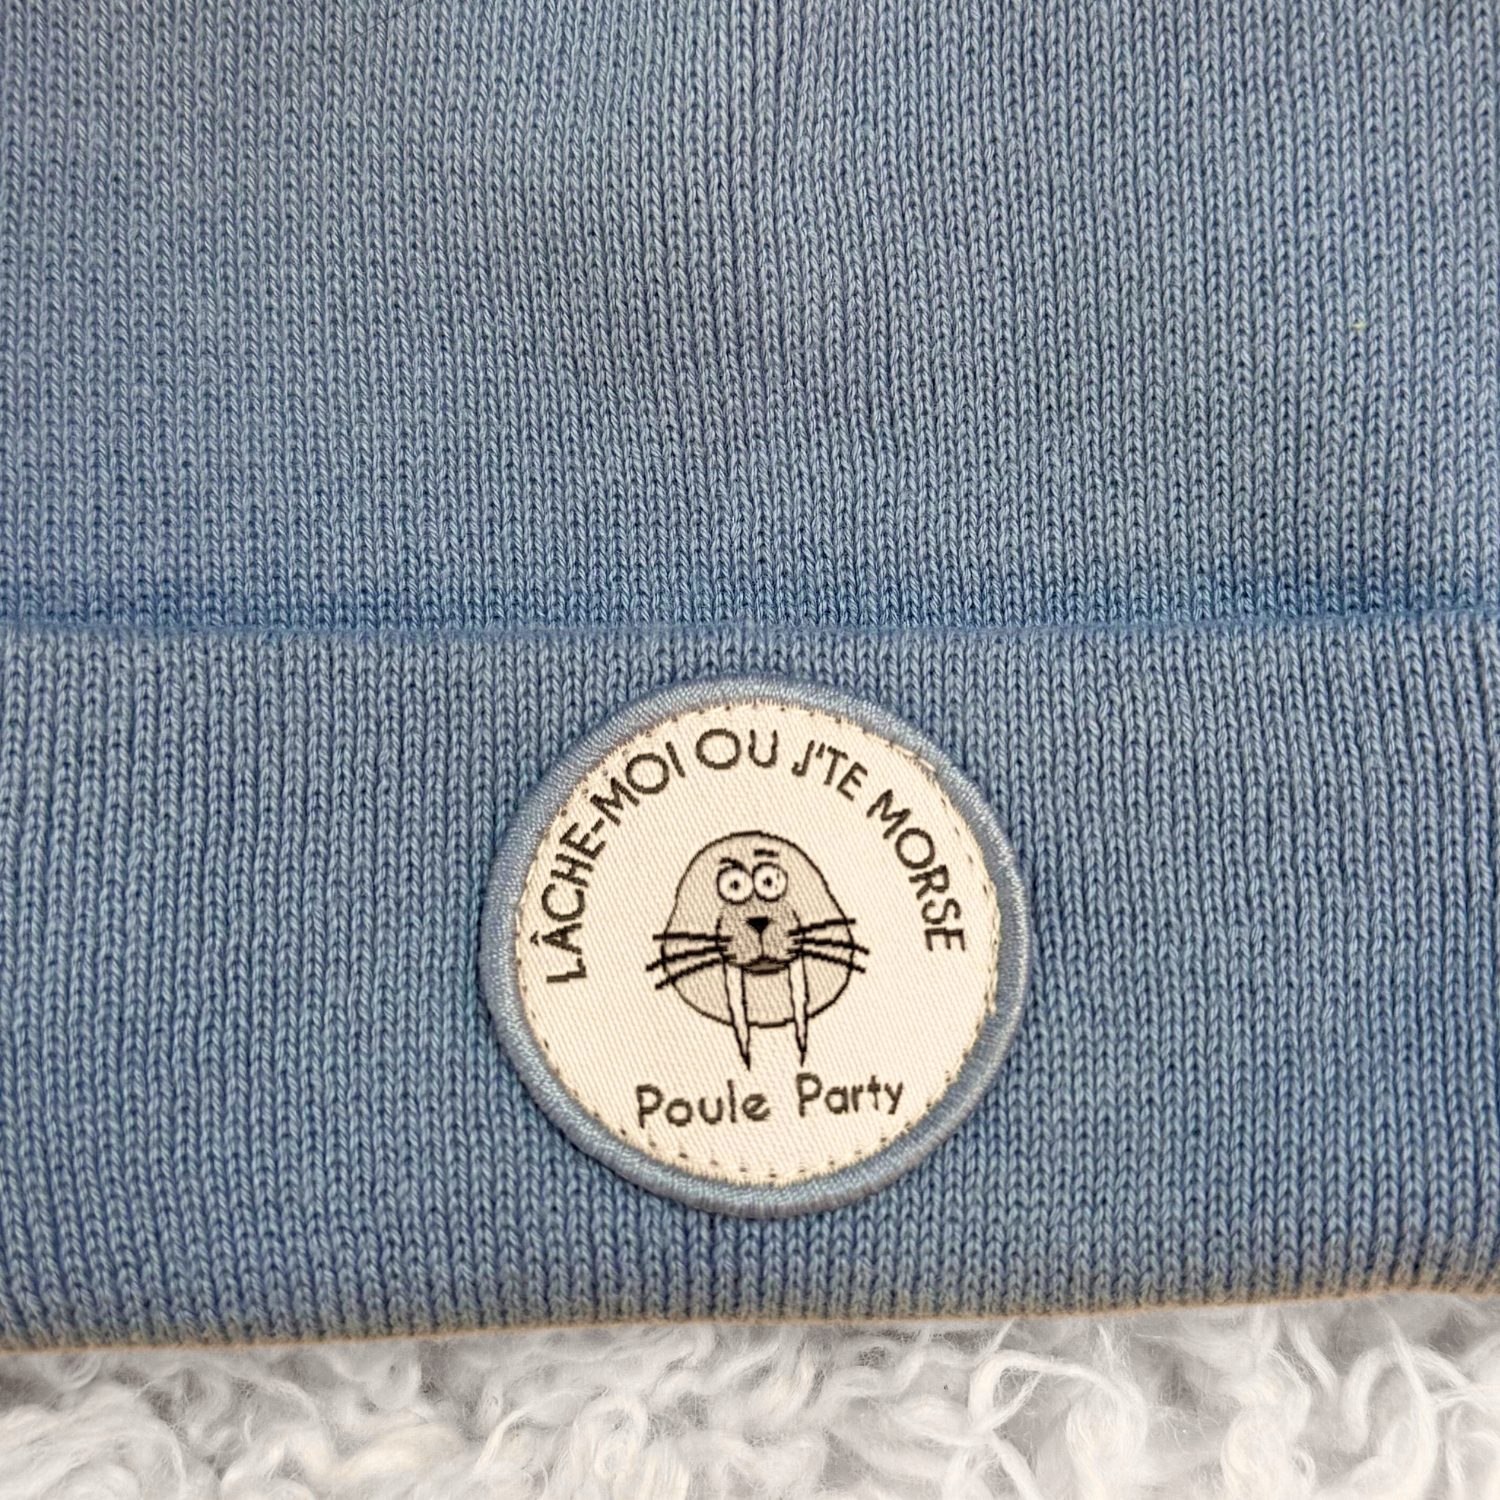 LÂCHE-MOI OU J'TE MORSE
Poule Party